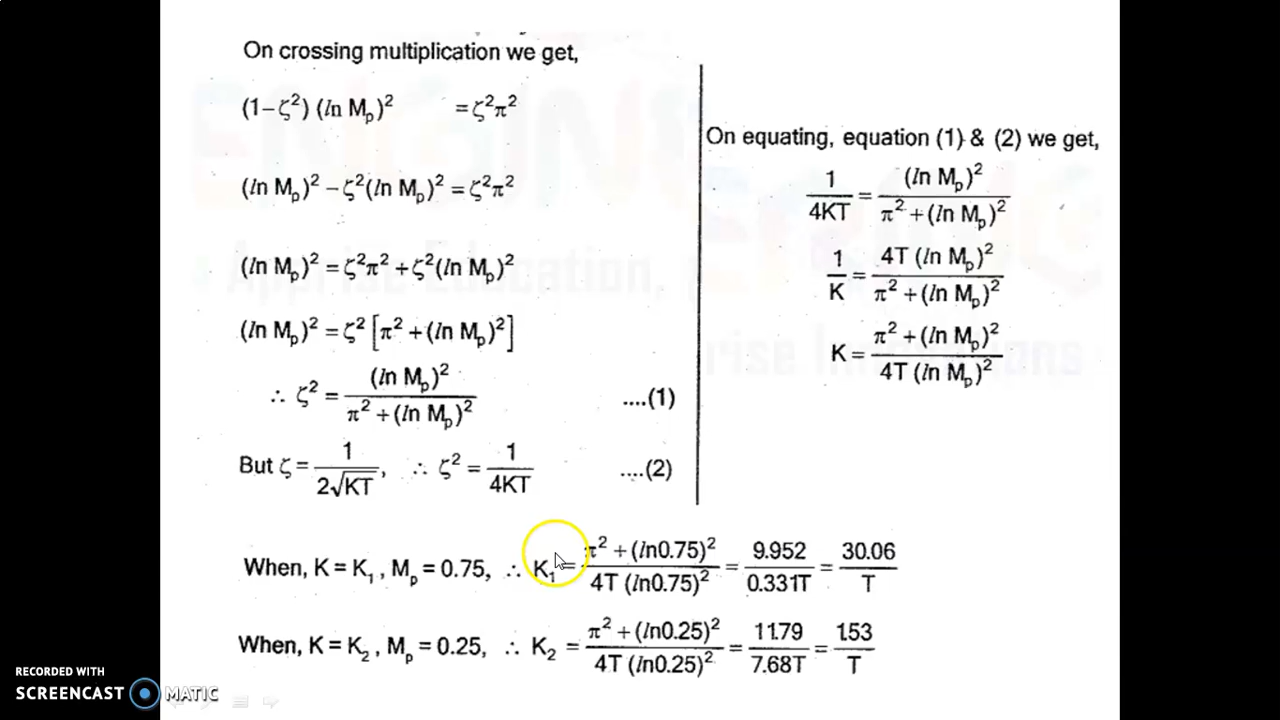 On crossing multiplication we get,
(1–ζ²) (ln Mₚ)² = ζ²π²
(ln Mₚ)² – ζ²(ln Mₚ)² = ζ²π²
(ln Mₚ)² = ζ²π² + ζ²(ln Mₚ)²
(ln Mₚ)² = ζ² [π² + (ln Mₚ)²]
∴ ζ² = (ln Mₚ)² / π² + (ln Mₚ)² ....(1)
But ζ = 1 / 2√KT, ∴ ζ² = 1 / 4KT ....(2)
On equating, equation (1) & (2) we get,
1 / 4KT = (ln Mₚ)² / π² + (ln Mₚ)²
1 / K = 4T (ln Mₚ)² / π² + (ln Mₚ)²
K = π² + (ln Mₚ)² / 4T (ln Mₚ)²
When, K = K₁ , Mₚ = 0.75, ∴ K₁ = π² + (ln0.75)² / 4T (ln0.75)² = 9.952 / 0.331T = 30.06 / T
When, K = K₂ , Mₚ = 0.25, ∴ K₂ = π² + (ln0.25)² / 4T (ln0.25)² = 11.79 / 7.68T = 1.53 / T
RECORDED WITH
SCREENCAST MATIC